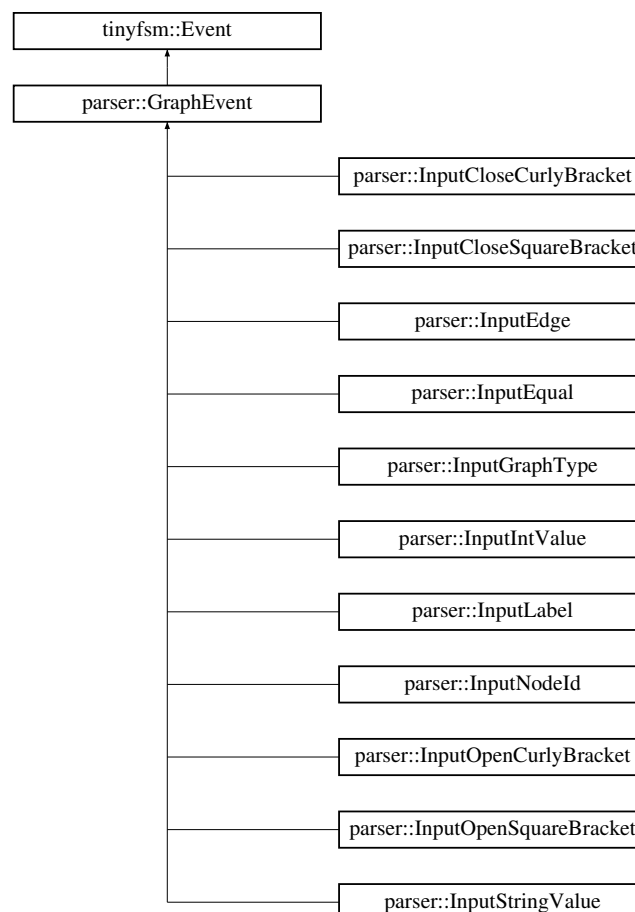 tinyfsm::Event
parser::GraphEvent
parser::InputCloseCurlyBracket
parser::InputCloseSquareBracket
parser::InputEdge
parser::InputEqual
parser::InputGraphType
parser::InputIntValue
parser::InputLabel
parser::InputNodeId
parser::InputOpenCurlyBracket
parser::InputOpenSquareBracket
parser::InputStringValue